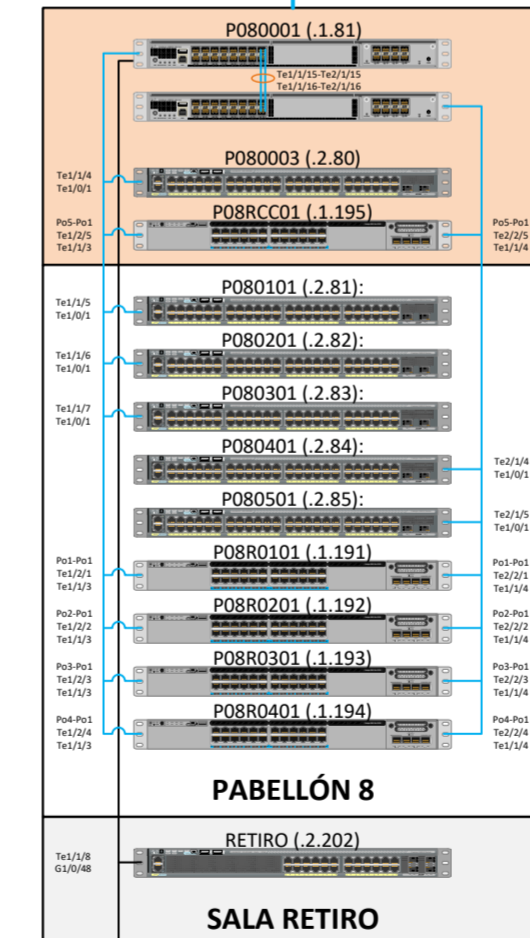 P080001 (.1.81)
Te1/1/15-Te2/1/15
Te1/1/16-Te2/1/16
P080003 (.2.80)
Te1/1/4
Te1/0/1
P08RCC01 (.1.195)
Po5-Po1
Te1/2/5
Te1/1/3
Po5-Po1
Te2/2/5
Te1/1/4
P080101 (.2.81):
Te1/1/5
Te1/0/1
P080201 (.2.82):
Te1/1/6
Te1/0/1
P080301 (.2.83):
Te1/1/7
Te1/0/1
P080401 (.2.84):
Te2/1/4
Te1/0/1
P080501 (.2.85):
Te2/1/5
Te1/0/1
P08R0101 (.1.191)
Po1-Po1
Te1/2/1
Te1/1/3
Po1-Po1
Te2/2/1
Te1/1/4
P08R0201 (.1.192)
Po2-Po1
Te1/2/2
Te1/1/3
Po2-Po1
Te2/2/2
Te1/1/4
P08R0301 (.1.193)
Po3-Po1
Te1/2/3
Te1/1/3
Po3-Po1
Te2/2/3
Te1/1/4
P08R0401 (.1.194)
Po4-Po1
Te1/2/4
Te1/1/3
Po4-Po1
Te2/2/4
Te1/1/4
PABELLÓN 8
RETIRO (.2.202)
Te1/1/8
G1/0/48
SALA RETIRO